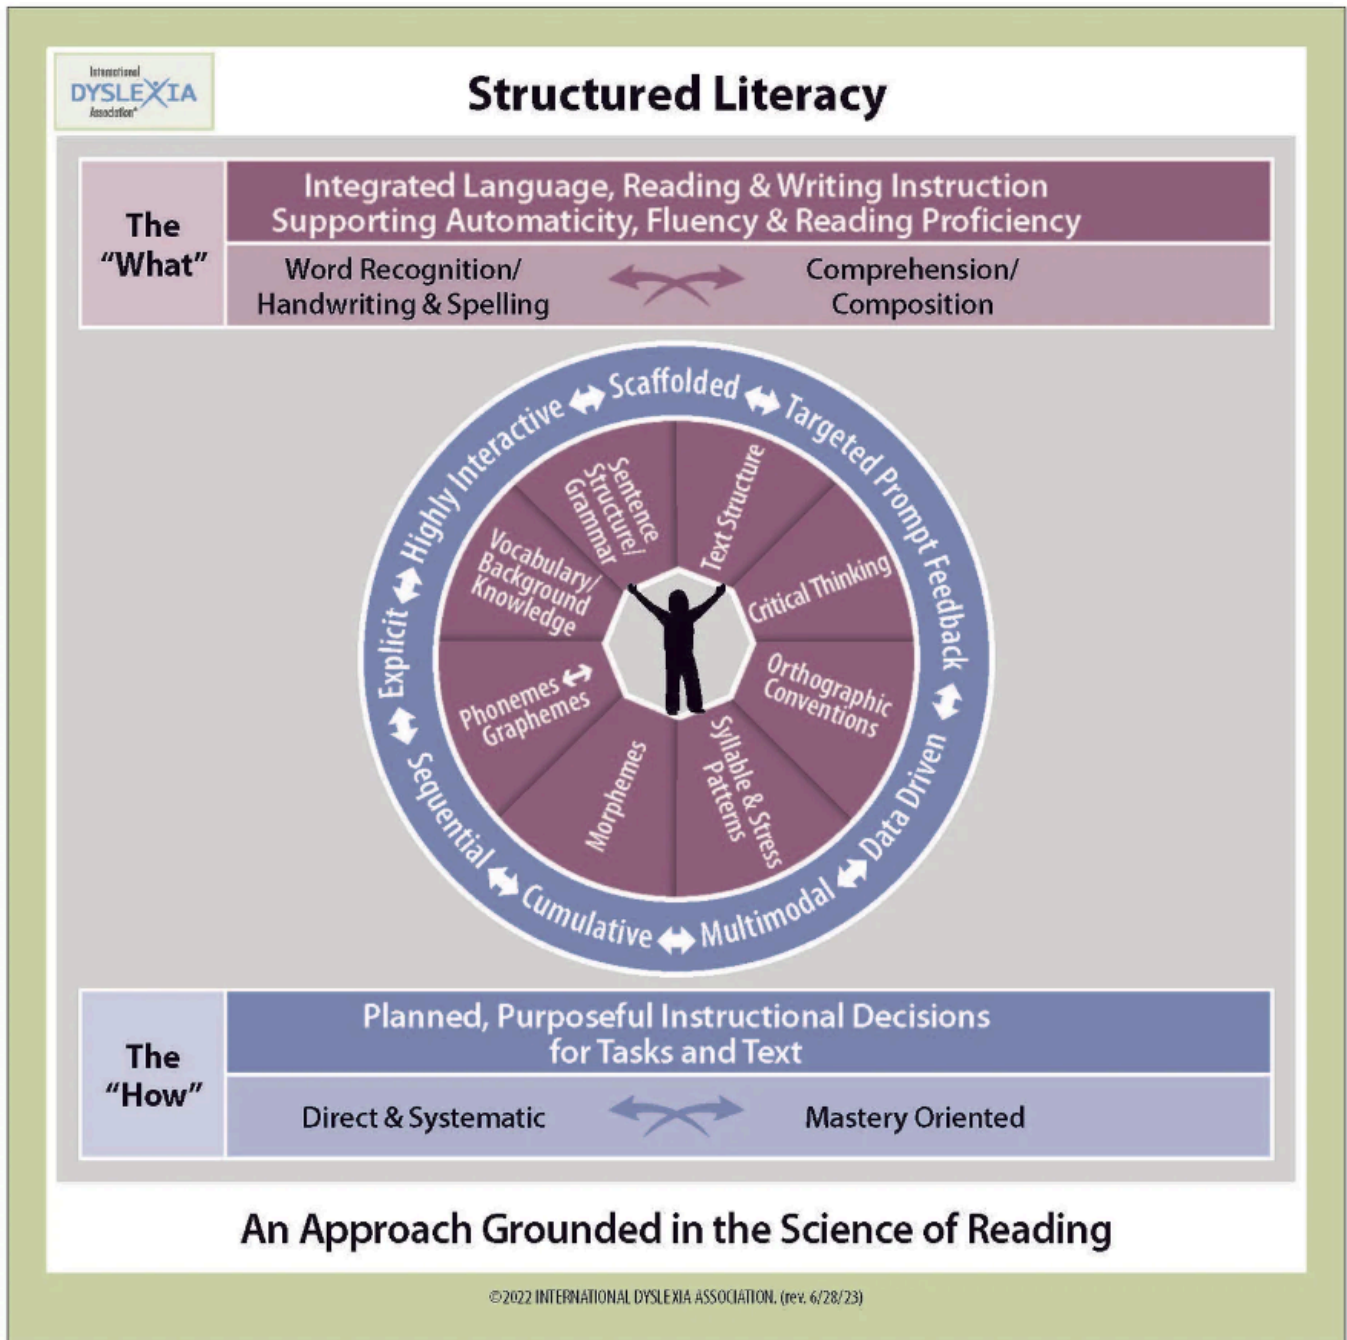 International
DYSLEXIA
Association®
Structured Literacy
The
“What”
Integrated Language, Reading & Writing Instruction
Supporting Automaticity, Fluency & Reading Proficiency
Word Recognition/
Handwriting & Spelling
Comprehension/
Composition
Scaffolded
Targeted Prompt Feedback
Data Driven
Multimodal
Cumulative
Sequential
Explicit
Highly Interactive
Text Structure
Critical Thinking
Orthographic
Conventions
Syllable & Stress
Patterns
Morphemes
Phonemes
Graphemes
Vocabulary/
Background
Knowledge
Sentence
Structure/
Grammar
The
“How”
Planned, Purposeful Instructional Decisions
for Tasks and Text
Direct & Systematic
Mastery Oriented
An Approach Grounded in the Science of Reading
©2022 INTERNATIONAL DYSLEXIA ASSOCIATION. (rev. 6/28/23)